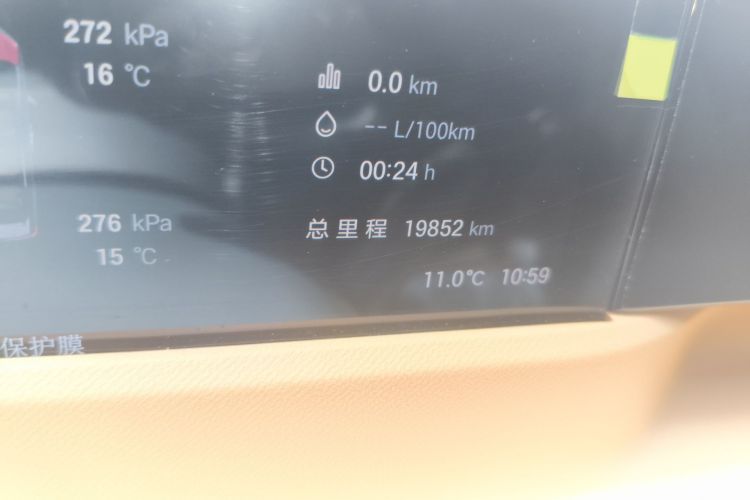 272 kPa
16 °C
0.0 km
-- L/100km
00:24 h
276 kPa
15 °C
总里程 19852 km
11.0°C 10:59
保护膜